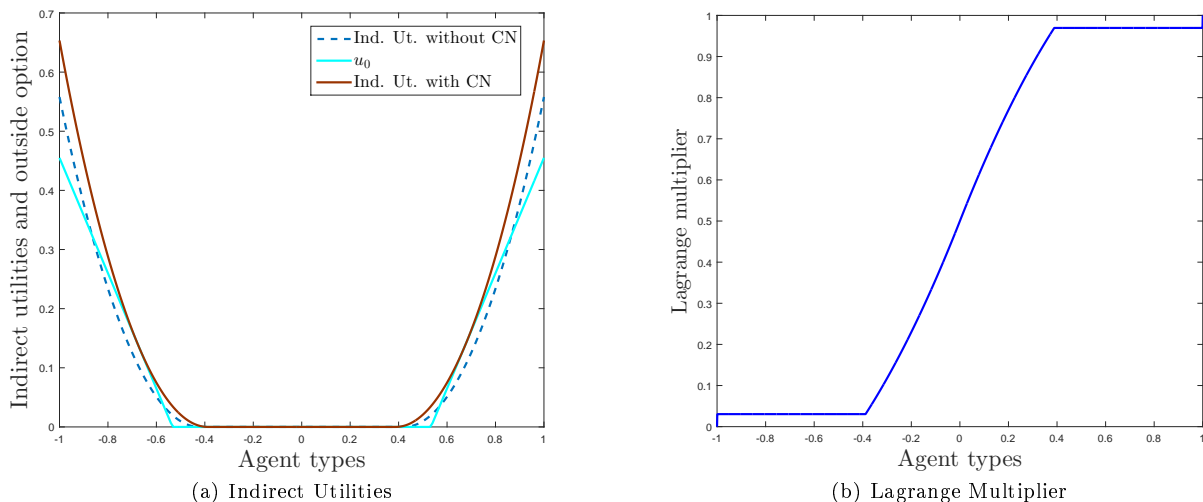 0.7
0.6
0.5
0.4
0.3
0.2
0.1
0
-1 -0.8 -0.6 -0.4 -0.2 0 0.2 0.4 0.6 0.8 1
Indirect utilities and outside option
Agent types
Ind. Ut. without CN
u0
Ind. Ut. with CN
(a) Indirect Utilities
1
0.9
0.8
0.7
0.6
0.5
0.4
0.3
0.2
0.1
0
-1 -0.8 -0.6 -0.4 -0.2 0 0.2 0.4 0.6 0.8 1
Lagrange multiplier
Agent types
(b) Lagrange Multiplier